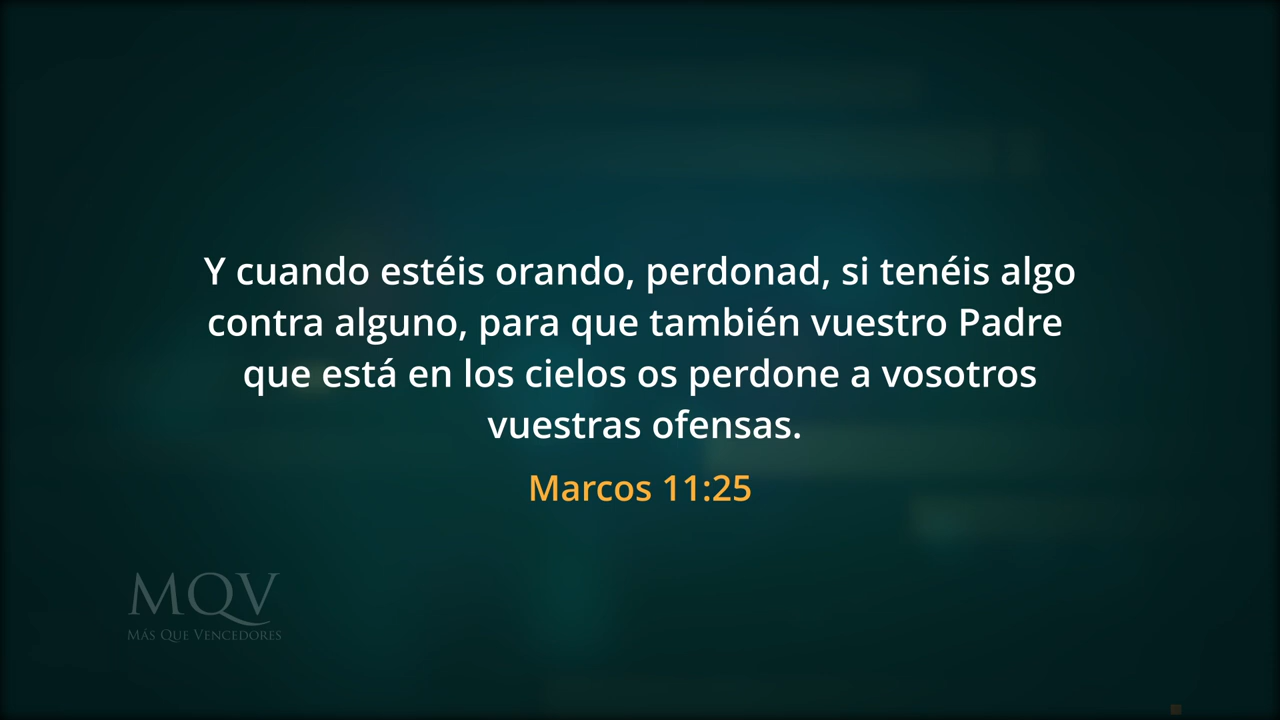 Y cuando estéis orando, perdonad, si tenéis algo
contra alguno, para que también vuestro Padre
que está en los cielos os perdone a vosotros
vuestras ofensas.
Marcos 11:25
MQV
Más Que Vencedores